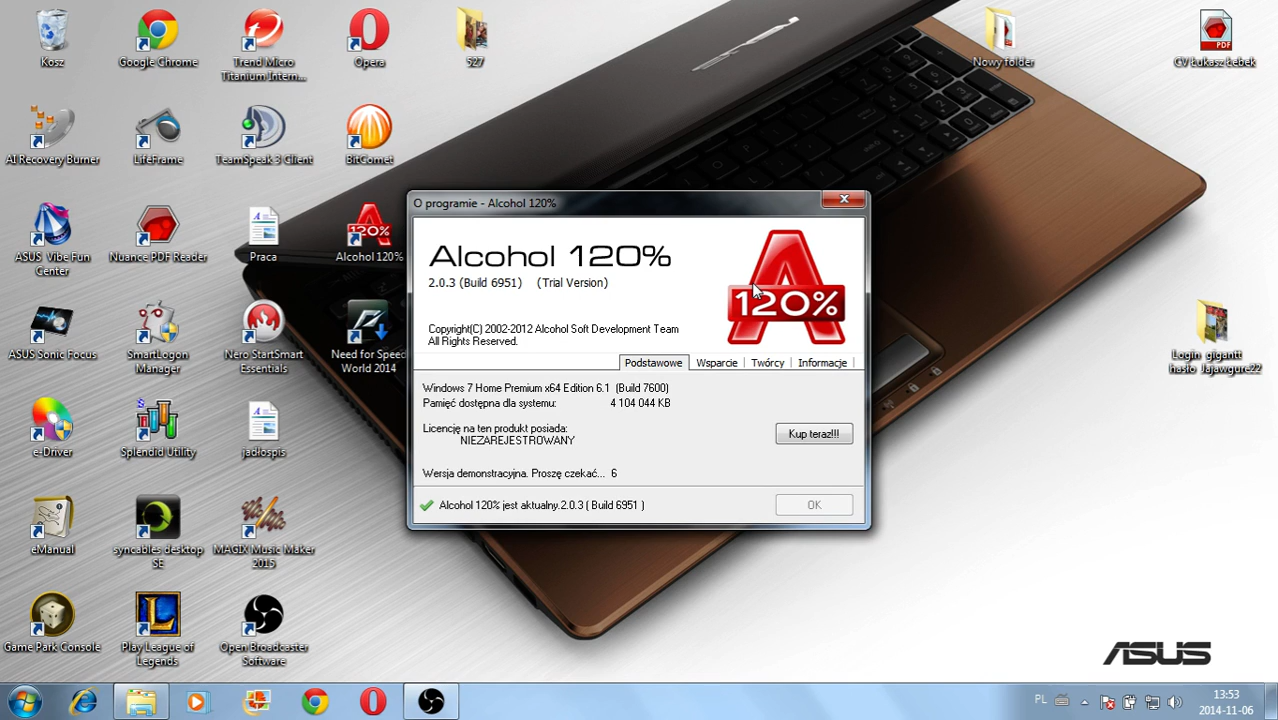 Kosz
Google Chrome
Trend Micro
Titanium Intern...
Opera
527
Nowy folder
CV Łukasz Łebek
PDF
AI Recovery Burner
LifeFrame
TeamSpeak 3 Client
BitComet
ASUS Vibe Fun
Center
Nuance PDF Reader
Praca
Alcohol 120%
120%
ASUS Sonic Focus
SmartLogon
Manager
Nero StartSmart
Essentials
Need for Speed
World 2014
Login gigantt
hasło Jajawgure22
e-Driver
Splendid Utility
jadłospis
eManual
syncables desktop
SE
MAGIX Music Maker
2015
Game Park Console
Play League of
Legends
Open Broadcaster
Software
O programie - Alcohol 120%
Alcohol 120%
2.0.3 (Build 6951) (Trial Version)
120%
Copyright(C) 2002-2012 Alcohol Soft Development Team
All Rights Reserved.
Podstawowe
Wsparcie
Twórcy
Informacje
Windows 7 Home Premium x64 Edition 6.1 (Build 7600)
Pamięć dostępna dla systemu: 4 104 044 KB
Licencję na ten produkt posiada:
NIEZAREJESTROWANY
Kup teraz!!!
Wersja demonstracyjna. Proszę czekać... 6
Alcohol 120% jest aktualny.2.0.3 ( Build 6951 )
OK
ASUS
PL
13:53
2014-11-06